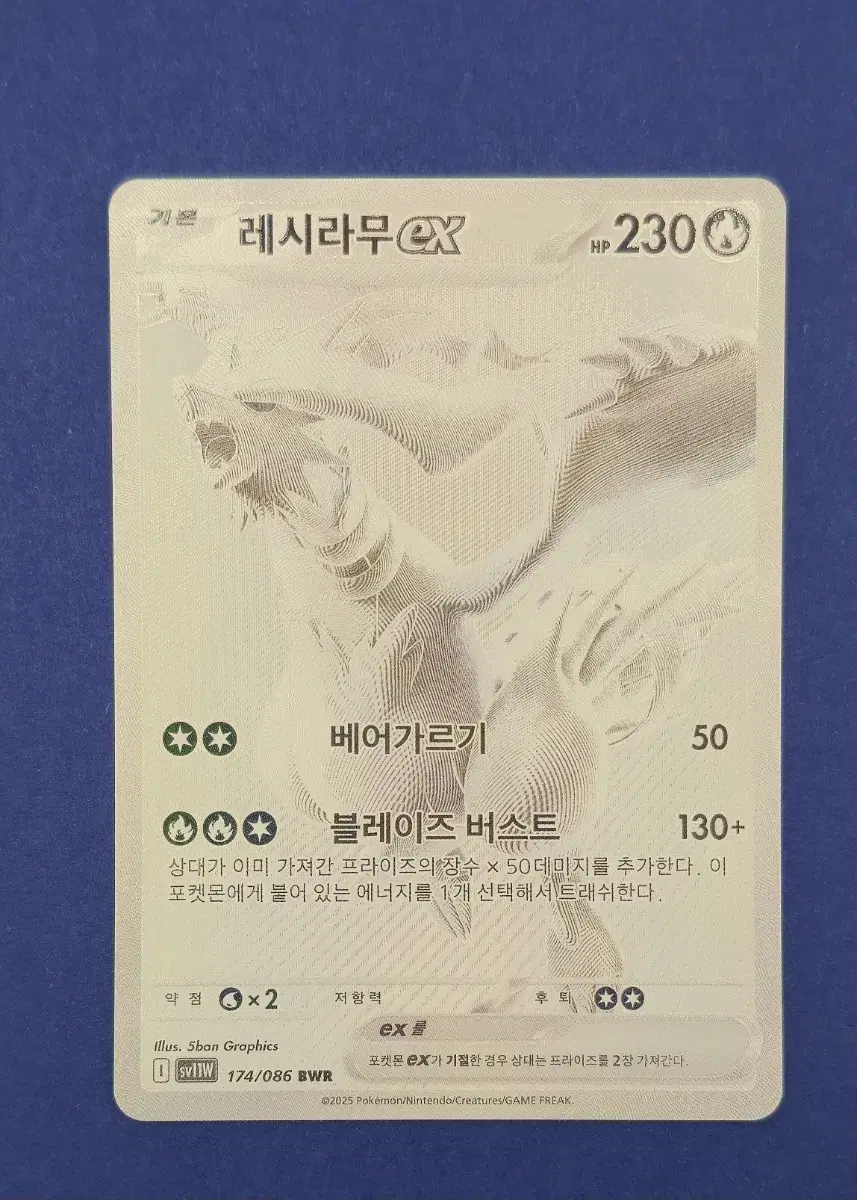 기본 레시라무ex HP 230
베어가르기 50
블레이즈 버스트 130+
상대가 이미 가져간 프라이즈의 장수 × 50데미지를 추가한다. 이
포켓몬에게 붙어 있는 에너지를 1개 선택해서 트래쉬한다.
약점 ×2 저항력 후퇴
ex 룰
포켓몬 ex가 기절한 경우 상대는 프라이즈를 2장 가져간다.
Illus. 5ban Graphics
I sv11W 174/086 BWR
©2025 Pokémon/Nintendo/Creatures/GAME FREAK.